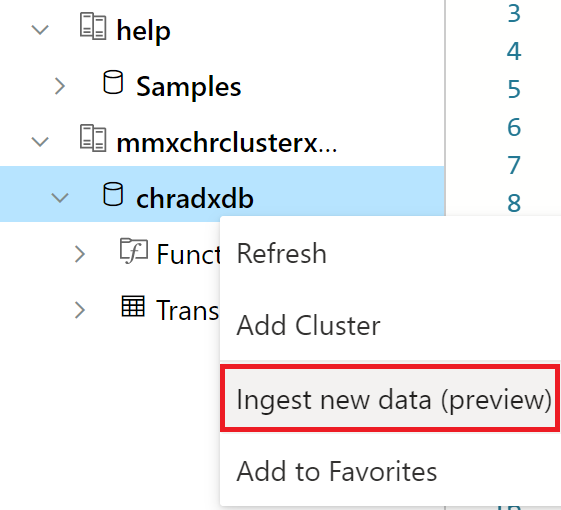 help
3
4
Samples
5
6
mmxchrclusterx...
7
chradxdb
8
Funct
Refresh
Trans
Add Cluster
Ingest new data (preview)
Add to Favorites